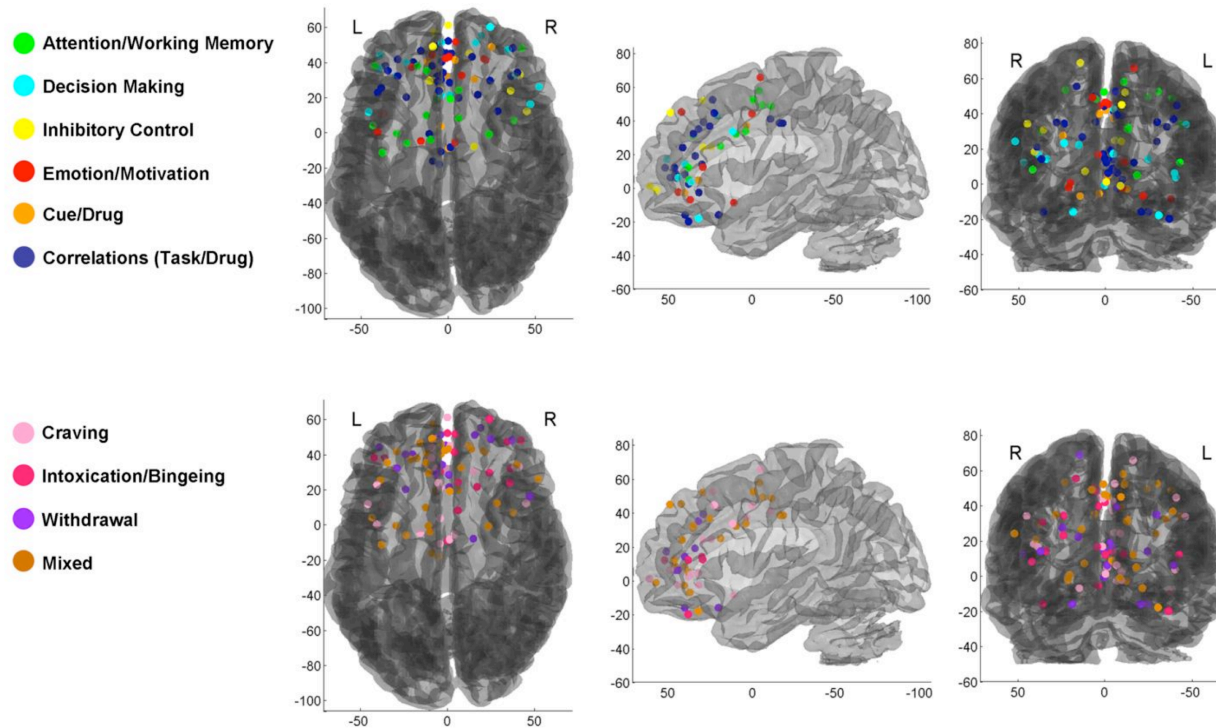 Attention/Working Memory
Decision Making
Inhibitory Control
Emotion/Motivation
Cue/Drug
Correlations (Task/Drug)
L R
60
40
20
0
-20
-40
-60
-80
-100
-50 0 50
80
60
40
20
0
-20
-40
-60
50 0 -50 -100
R L
80
60
40
20
0
-20
-40
-60
50 0 -50
Craving
Intoxication/Bingeing
Withdrawal
Mixed
L R
60
40
20
0
-20
-40
-60
-80
-100
-50 0 50
80
60
40
20
0
-20
-40
-60
50 0 -50 -100
R L
80
60
40
20
0
-20
-40
-60
50 0 -50